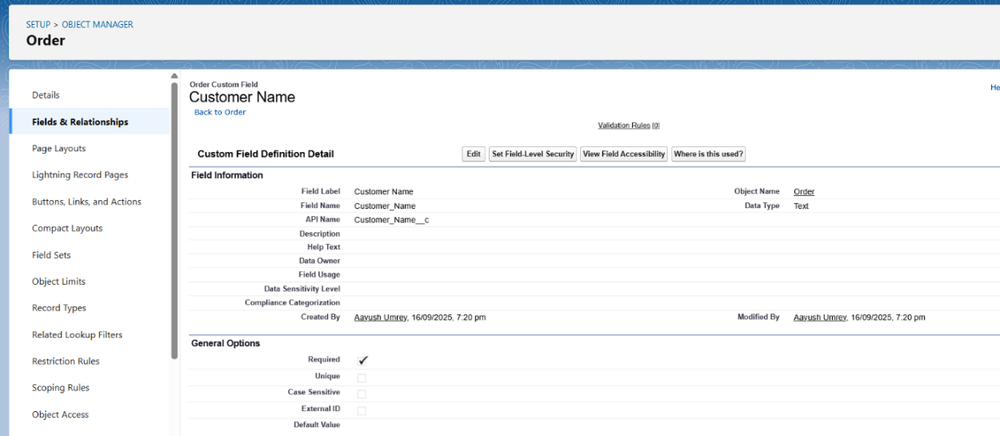 SETUP > OBJECT MANAGER
Order
Details
Fields & Relationships
Page Layouts
Lightning Record Pages
Buttons, Links, and Actions
Compact Layouts
Field Sets
Object Limits
Record Types
Related Lookup Filters
Restriction Rules
Scoping Rules
Object Access
Order Custom Field
Customer Name
Back to Order
He
Validation Rules [0]
Custom Field Definition Detail Edit Set Field-Level Security View Field Accessibility Where is this used?
Field Information
Field Label Customer Name Object Name Order
Field Name Customer_Name Data Type Text
API Name Customer_Name__c
Description
Help Text
Data Owner
Field Usage
Data Sensitivity Level
Compliance Categorization
Created By Aayush Umrey, 16/09/2025, 7:20 pm Modified By Aayush Umrey, 16/09/2025, 7:20 pm
General Options
Required
Unique
Case Sensitive
External ID
Default Value